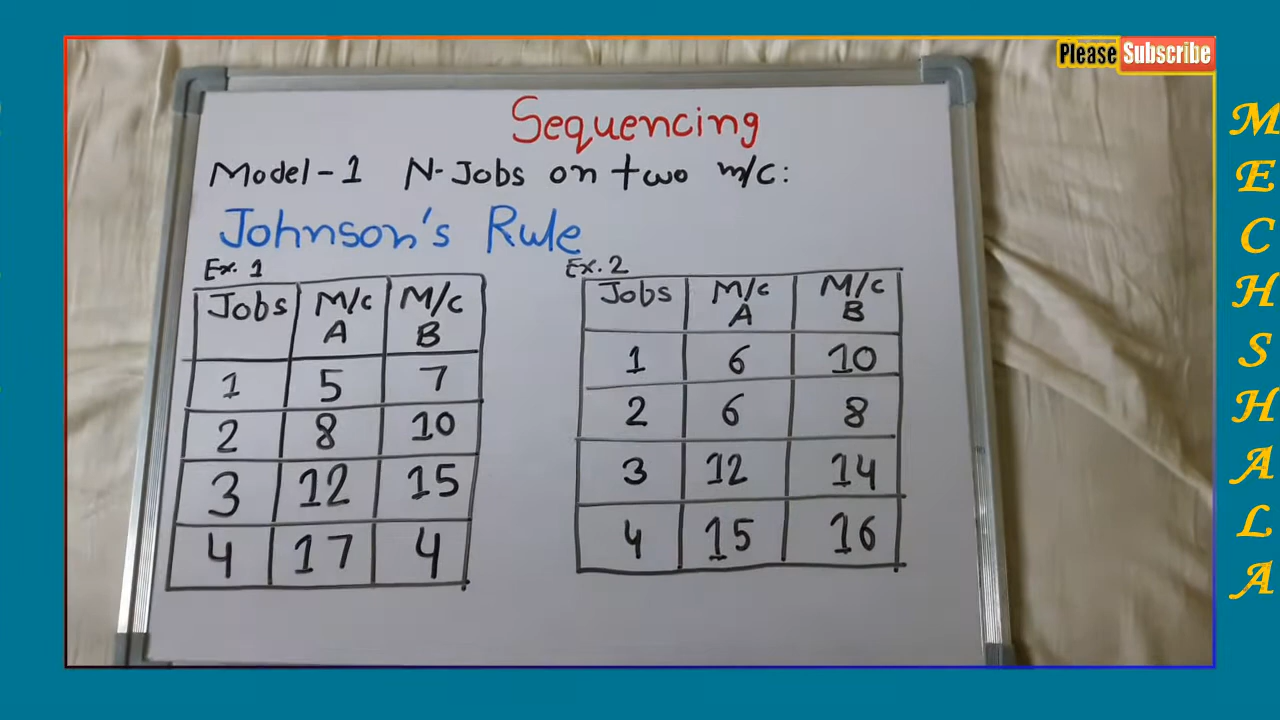 Please Subscribe
Sequencing
Model-1 N-Jobs on two m/c:
Johnson's Rule
Ex. 1
Jobs M/c A M/c B
1 5 7
2 8 10
3 12 15
4 17 4
Ex. 2
Jobs M/c A M/c B
1 6 10
2 6 8
3 12 14
4 15 16
MECHSHALA